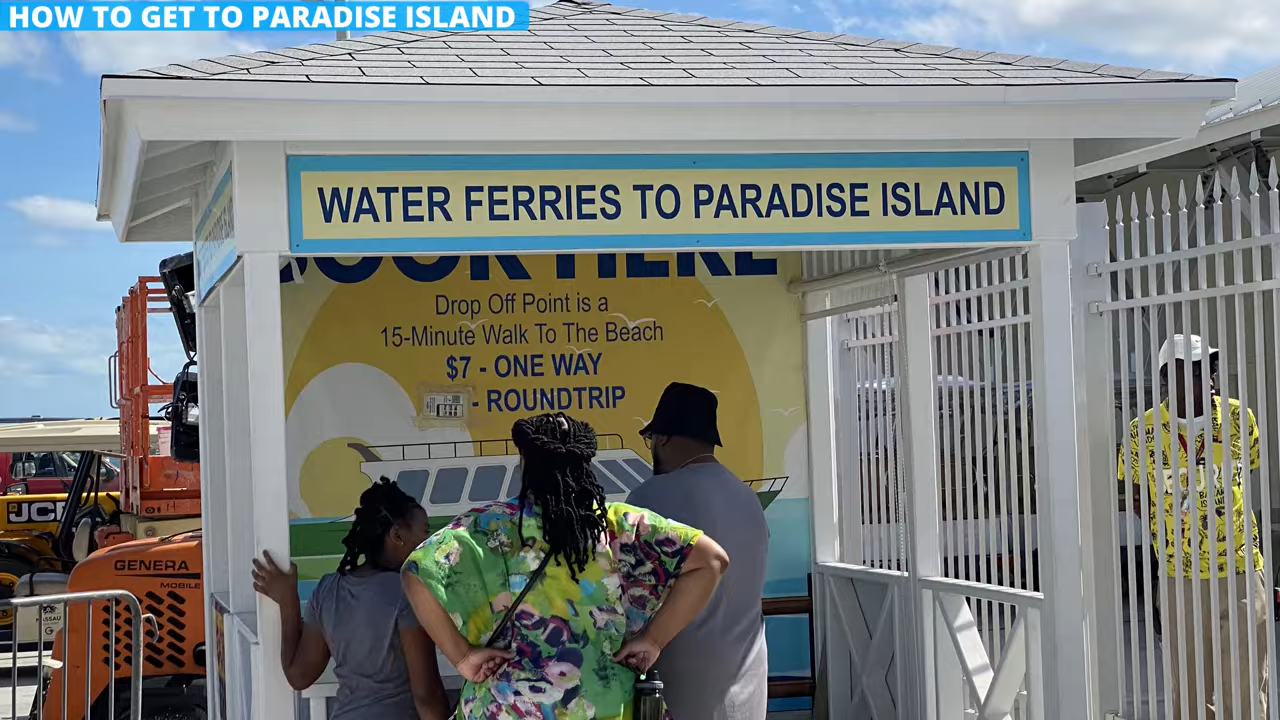 HOW TO GET TO PARADISE ISLAND
WATER FERRIES TO PARADISE ISLAND
Drop Off Point is a
15-Minute Walk To The Beach
$7 - ONE WAY
- ROUNDTRIP
JCB
GENERA
MOBILE